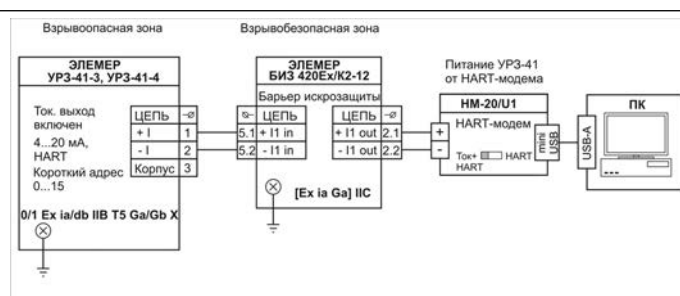 Взрывоопасная зона
Взрывобезопасная зона
ЭЛЕМЕР
УРЗ-41-3, УРЗ-41-4
Ток. выход
включен
4...20 мА,
HART
Короткий адрес
0...15
ЦЕПЬ
+ I 1
- I 2
Корпус 3
0/1 Ex ia/db IIB T5 Ga/Gb X
ЭЛЕМЕР
БИЗ 420Ex/K2-12
Барьер искрозащиты
ЦЕПЬ
5.1 + I1 in
5.2 - I1 in
ЦЕПЬ
+ I1 out 2.1
- I1 out 2.2
[Ex ia Ga] IIC
Питание УРЗ-41
от HART-модема
HM-20/U1
HART-модем
+
-
Ток+
HART
HART
mini
USB
USB-A
ПК